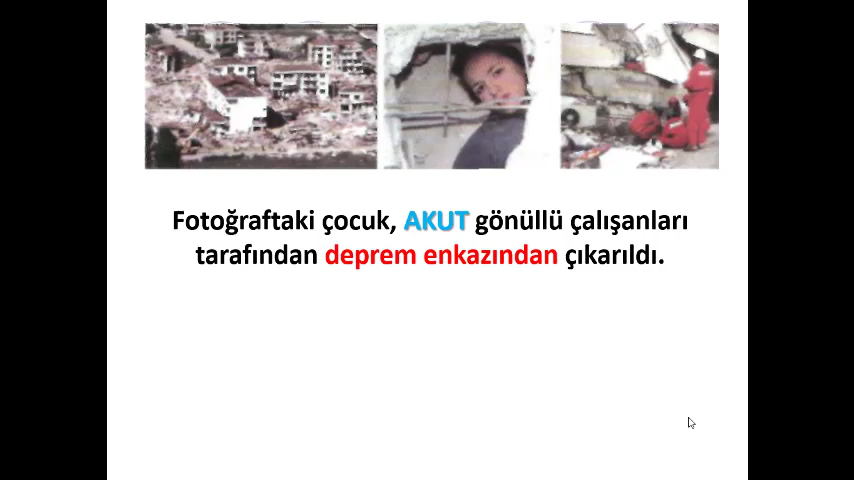 Fotoğraftaki çocuk, AKUT gönüllü çalışanları
tarafından deprem enkazından çıkarıldı.